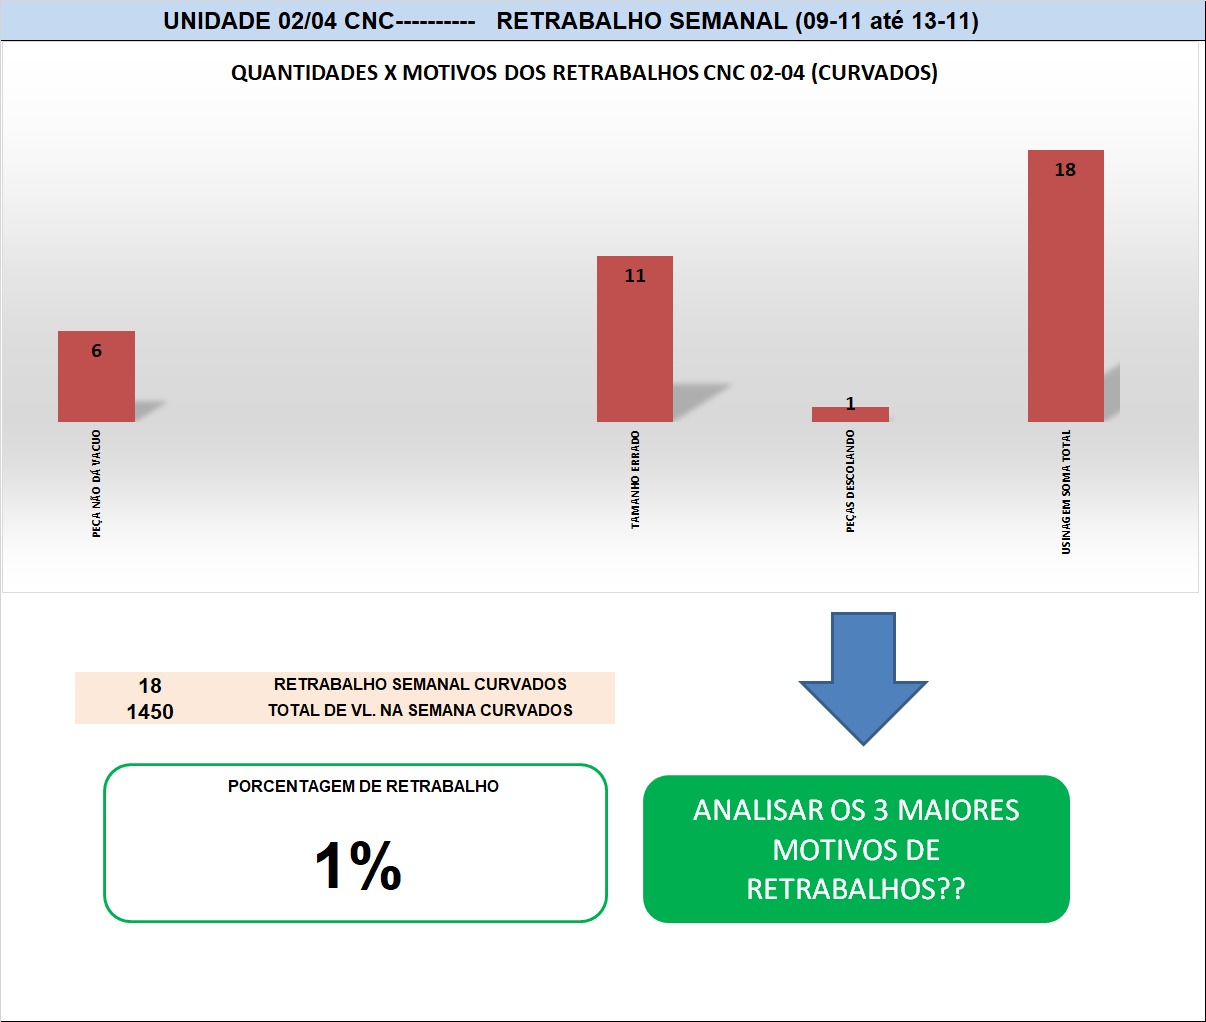 UNIDADE 02/04 CNC---------- RETRABALHO SEMANAL (09-11 até 13-11)
QUANTIDADES X MOTIVOS DOS RETRABALHOS CNC 02-04 (CURVADOS)
6
11
1
18
PEÇA NÃO DÁ VACUO
TAMANHO ERRADO
PEÇAS DESCOLANDO
USINAGEM SOMA TOTAL
18 RETRABALHO SEMANAL CURVADOS
1450 TOTAL DE VL. NA SEMANA CURVADOS
PORCENTAGEM DE RETRABALHO
1%
ANALISAR OS 3 MAIORES
MOTIVOS DE
RETRABALHOS??